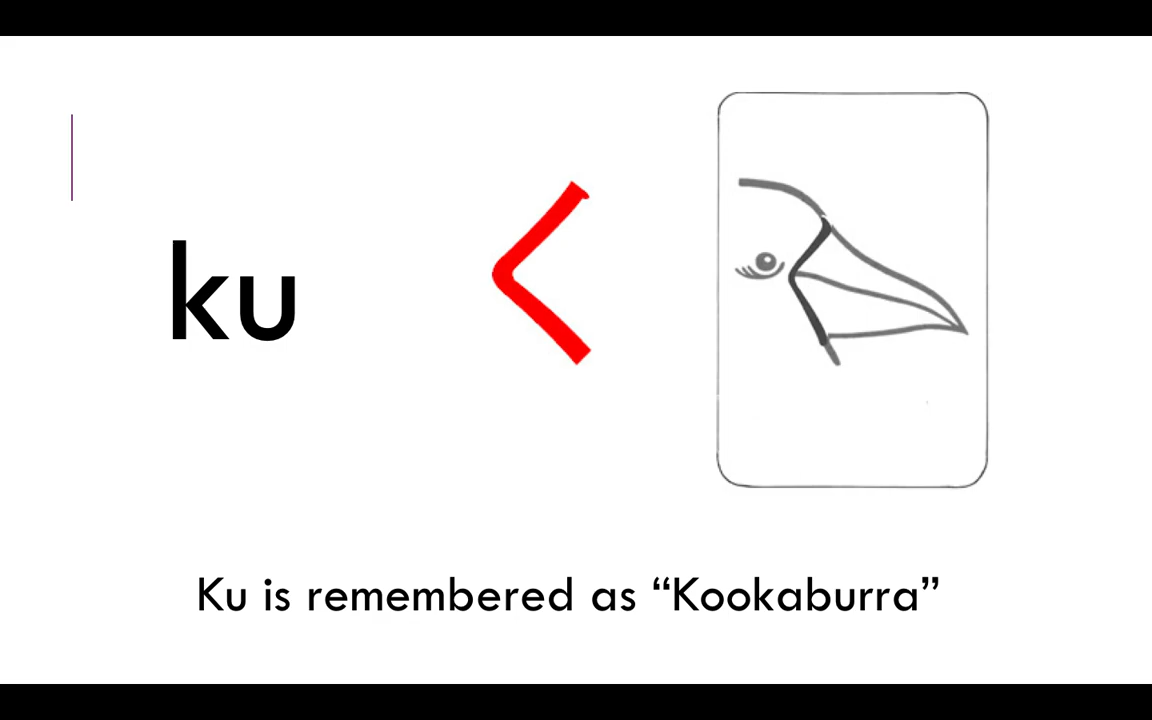 ku
く
Ku is remembered as “Kookaburra”